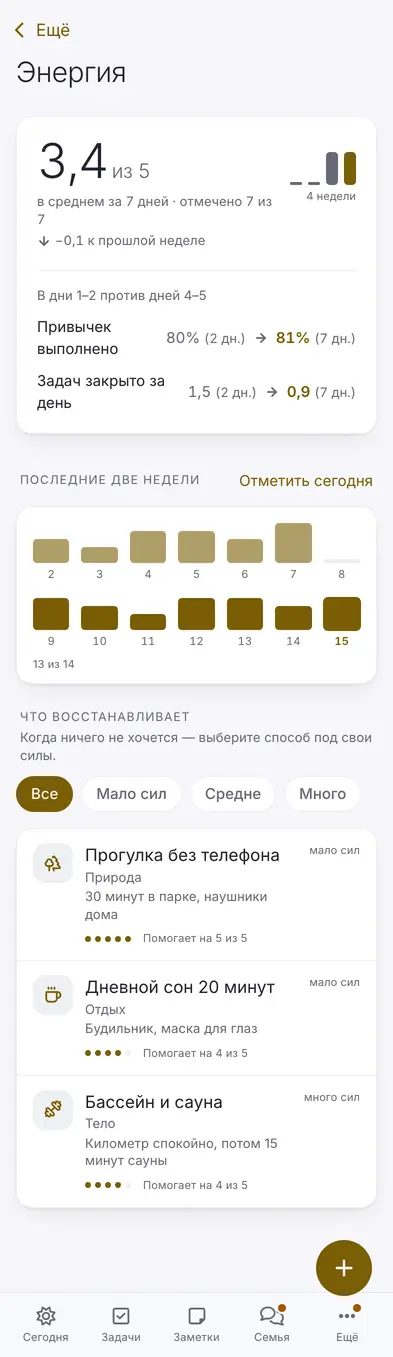 Ещё
Энергия
3,4 из 5
в среднем за 7 дней · отмечено 7 из
7
−0,1 к прошлой неделе
4 недели
В дни 1–2 против дней 4–5
Привычек
выполнено
80% (2 дн.) → 81% (7 дн.)
Задач закрыто за
день
1,5 (2 дн.) → 0,9 (7 дн.)
ПОСЛЕДНИЕ ДВЕ НЕДЕЛИ
Отметить сегодня
2 3 4 5 6 7 8
9 10 11 12 13 14 15
13 из 14
ЧТО ВОССТАНАВЛИВАЕТ
Когда ничего не хочется — выберите способ под свои
силы.
Все Мало сил Средне Много
Прогулка без телефона
мало сил
Природа
30 минут в парке, наушники
дома
Помогает на 5 из 5
Дневной сон 20 минут
мало сил
Отдых
Будильник, маска для глаз
Помогает на 4 из 5
Бассейн и сауна
много сил
Тело
Километр спокойно, потом 15
минут сауны
Помогает на 4 из 5
Сегодня Задачи Заметки Семья Ещё